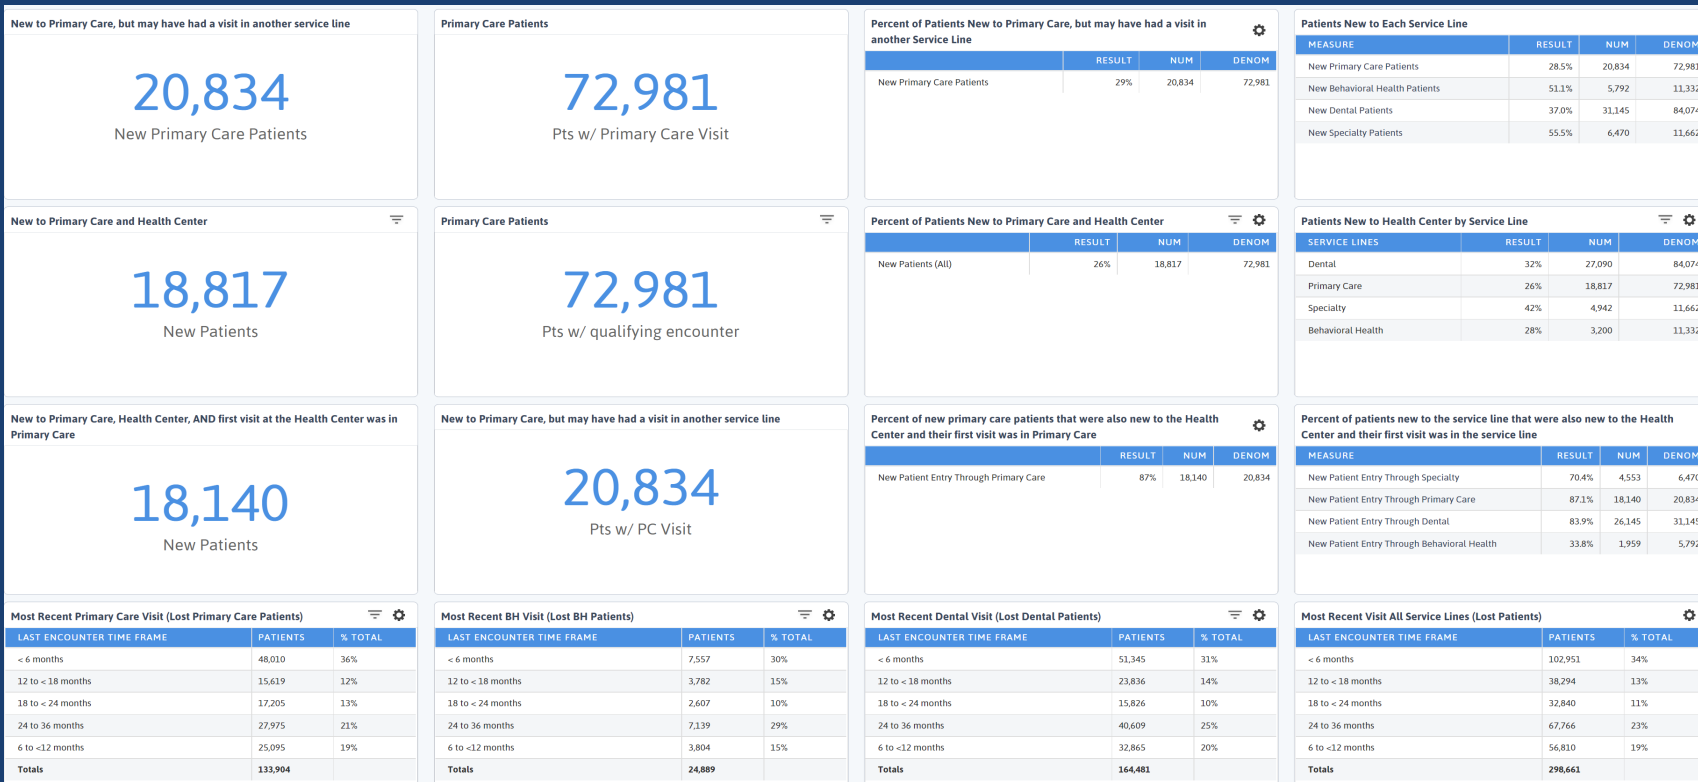 New to Primary Care, but may have had a visit in another service line
20,834
New Primary Care Patients
Primary Care Patients
72,981
Pts w/ Primary Care Visit
Percent of Patients New to Primary Care, but may have had a visit in
another Service Line
RESULT NUM DENOM
New Primary Care Patients 29% 20,834 72,981
Patients New to Each Service Line
MEASURE RESULT NUM DENOM
New Primary Care Patients 28.5% 20,834 72,981
New Behavioral Health Patients 51.1% 5,792 11,332
New Dental Patients 37.0% 31,145 84,074
New Specialty Patients 55.5% 6,470 11,662
New to Primary Care and Health Center
18,817
New Patients
Primary Care Patients
72,981
Pts w/ qualifying encounter
Percent of Patients New to Primary Care and Health Center
RESULT NUM DENOM
New Patients (All) 26% 18,817 72,981
Patients New to Health Center by Service Line
SERVICE LINES RESULT NUM DENOM
Dental 32% 27,090 84,074
Primary Care 26% 18,817 72,981
Specialty 42% 4,942 11,662
Behavioral Health 28% 3,200 11,332
New to Primary Care, Health Center, AND first visit at the Health Center was in
Primary Care
18,140
New Patients
New to Primary Care, but may have had a visit in another service line
20,834
Pts w/ PC Visit
Percent of new primary care patients that were also new to the Health
Center and their first visit was in Primary Care
RESULT NUM DENOM
New Patient Entry Through Primary Care 87% 18,140 20,834
Percent of patients new to the service line that were also new to the Health
Center and their first visit was in the service line
MEASURE RESULT NUM DENOM
New Patient Entry Through Specialty 70.4% 4,553 6,470
New Patient Entry Through Primary Care 87.1% 18,140 20,834
New Patient Entry Through Dental 83.9% 26,145 31,145
New Patient Entry Through Behavioral Health 33.8% 1,959 5,792
Most Recent Primary Care Visit (Lost Primary Care Patients)
LAST ENCOUNTER TIME FRAME PATIENTS % TOTAL
< 6 months 48,010 36%
12 to < 18 months 15,619 12%
18 to < 24 months 17,205 13%
24 to 36 months 27,975 21%
6 to <12 months 25,095 19%
Totals 133,904
Most Recent BH Visit (Lost BH Patients)
LAST ENCOUNTER TIME FRAME PATIENTS % TOTAL
< 6 months 7,557 30%
12 to < 18 months 3,782 15%
18 to < 24 months 2,607 10%
24 to 36 months 7,139 29%
6 to <12 months 3,804 15%
Totals 24,889
Most Recent Dental Visit (Lost Dental Patients)
LAST ENCOUNTER TIME FRAME PATIENTS % TOTAL
< 6 months 51,345 31%
12 to < 18 months 23,836 14%
18 to < 24 months 15,826 10%
24 to 36 months 40,609 25%
6 to <12 months 32,865 20%
Totals 164,481
Most Recent Visit All Service Lines (Lost Patients)
LAST ENCOUNTER TIME FRAME PATIENTS % TOTAL
< 6 months 102,951 34%
12 to < 18 months 38,294 13%
18 to < 24 months 32,840 11%
24 to 36 months 67,766 23%
6 to <12 months 56,810 19%
Totals 298,661